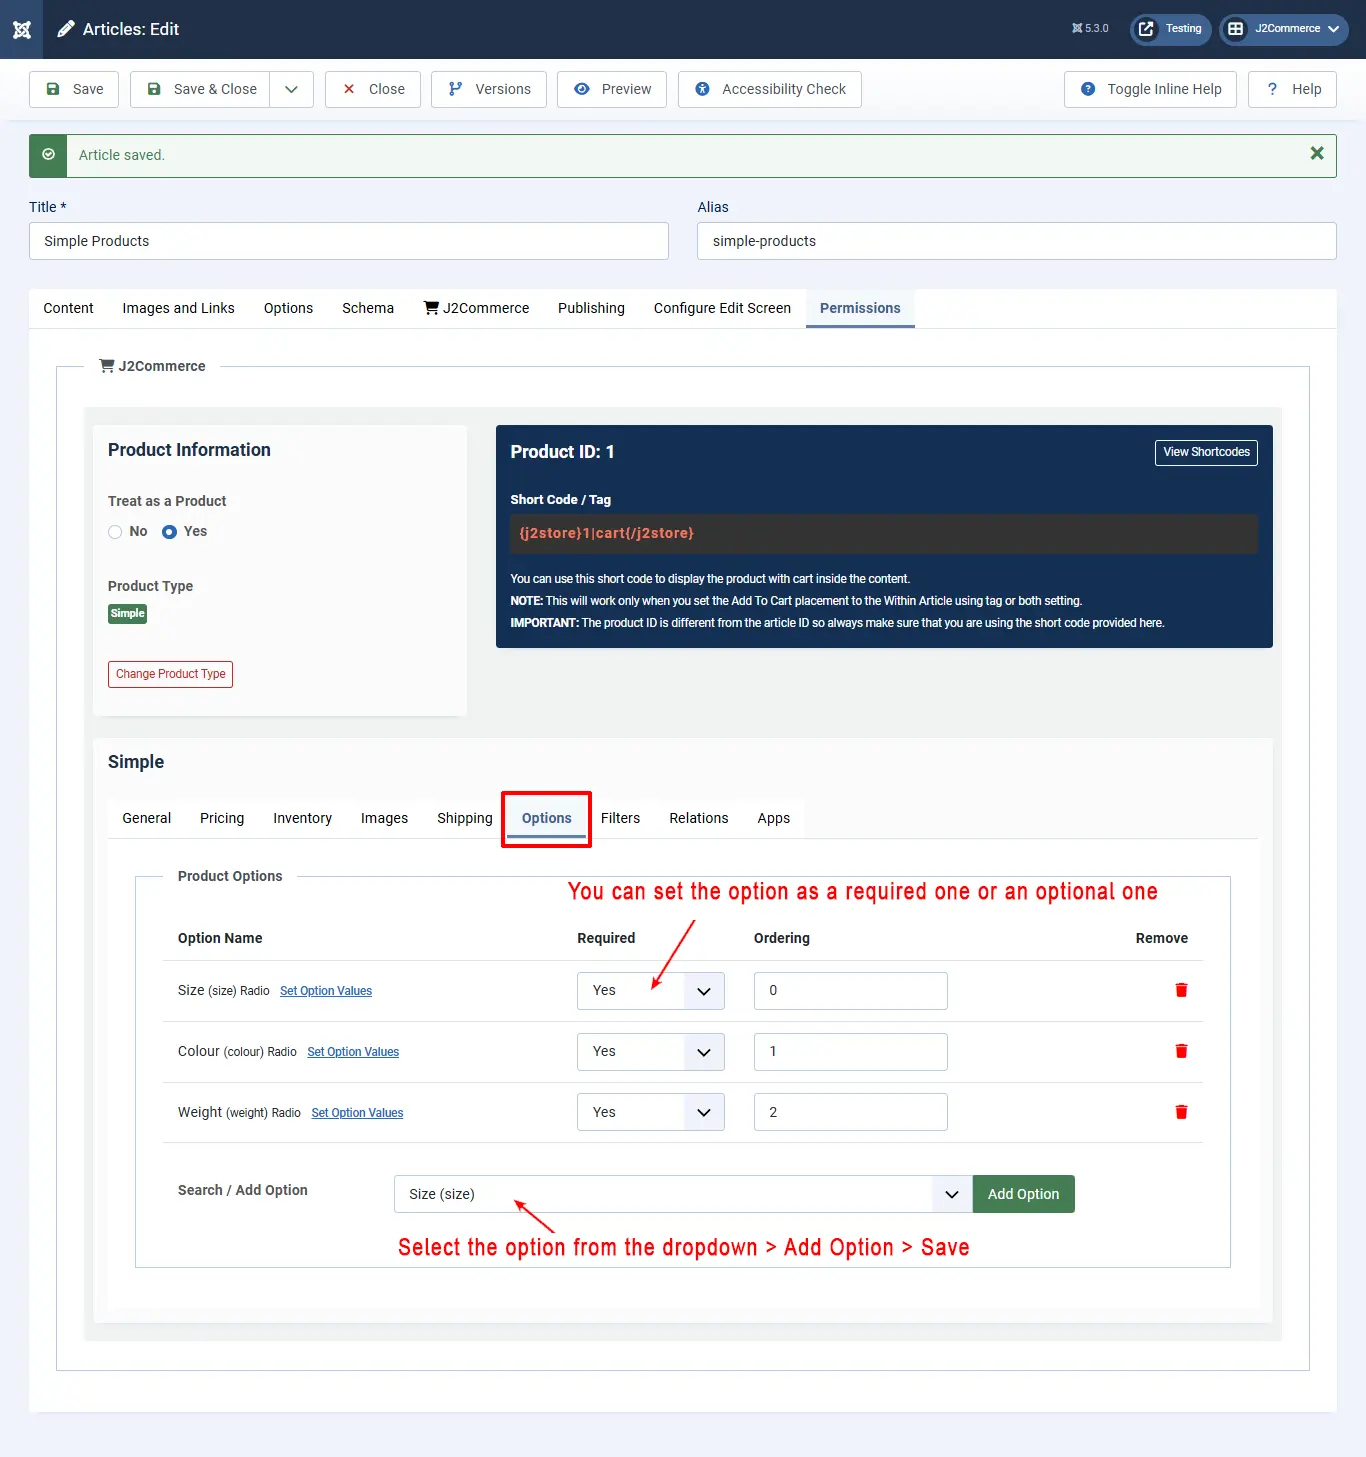 Articles: Edit
5.3.0
Testing
J2Commerce
Save
Save & Close
Close
Versions
Preview
Accessibility Check
Toggle Inline Help
? Help
Article saved.
Title *
Alias
Simple Products
simple-products
Content Images and Links Options Schema J2Commerce Publishing Configure Edit Screen Permissions
J2Commerce
Product Information
Treat as a Product
No Yes
Product Type
Simple
Change Product Type
Product ID: 1
View Shortcodes
Short Code / Tag
{j2store}1|cart{/j2store}
You can use this short code to display the product with cart inside the content.
NOTE: This will work only when you set the Add To Cart placement to the Within Article using tag or both setting.
IMPORTANT: The product ID is different from the article ID so always make sure that you are using the short code provided here.
Simple
General Pricing Inventory Images Shipping Options Filters Relations Apps
Product Options
You can set the option as a required one or an optional one
Option Name Required Ordering Remove
Size (size) Radio Set Option Values Yes 0
Colour (colour) Radio Set Option Values Yes 1
Weight (weight) Radio Set Option Values Yes 2
Search / Add Option Size (size) Add Option
Select the option from the dropdown > Add Option > Save